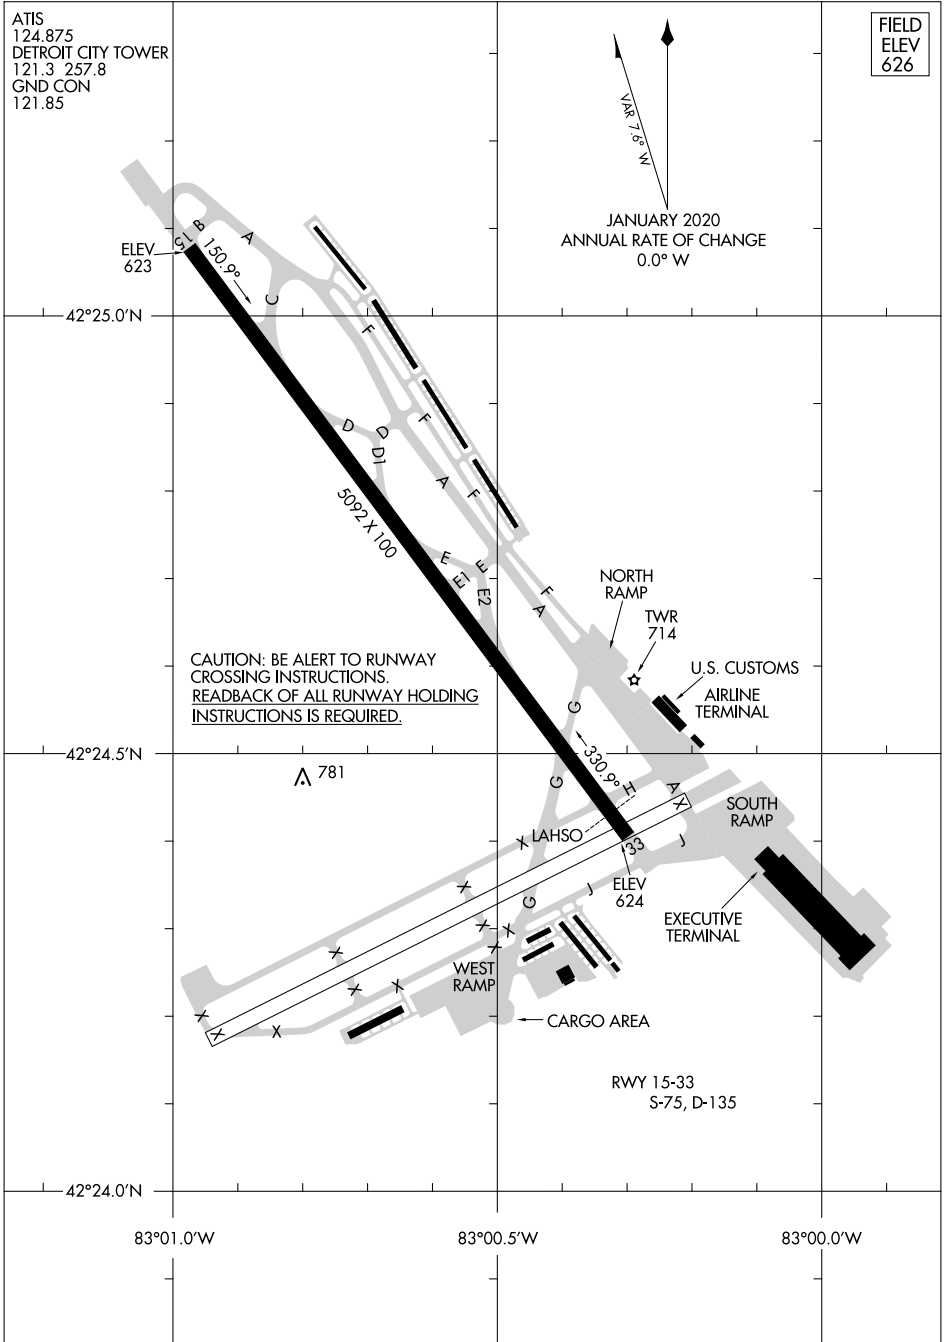 ATIS
124.875
DETROIT CITY TOWER
121.3 257.8
GND CON
121.85
FIELD
ELEV
626
VAR 7.6° W
JANUARY 2020
ANNUAL RATE OF CHANGE
0.0° W
ELEV
623
15
B
A
150.9°
C
42°25.0'N
F
F
D
D
D1
A
F
5092 X 100
E
E
E1
E2
F
A
NORTH
RAMP
TWR
714
U.S. CUSTOMS
AIRLINE
TERMINAL
CAUTION: BE ALERT TO RUNWAY
CROSSING INSTRUCTIONS.
READBACK OF ALL RUNWAY HOLDING
INSTRUCTIONS IS REQUIRED.
G
330.9°
42°24.5'N
781
G
H
A
X
SOUTH
RAMP
LAHSO
X
33
J
ELEV
624
X
J
G
EXECUTIVE
TERMINAL
X
X
X
X
WEST
RAMP
X
X
X
X
X
CARGO AREA
RWY 15-33
S-75, D-135
42°24.0'N
83°01.0'W
83°00.5'W
83°00.0'W